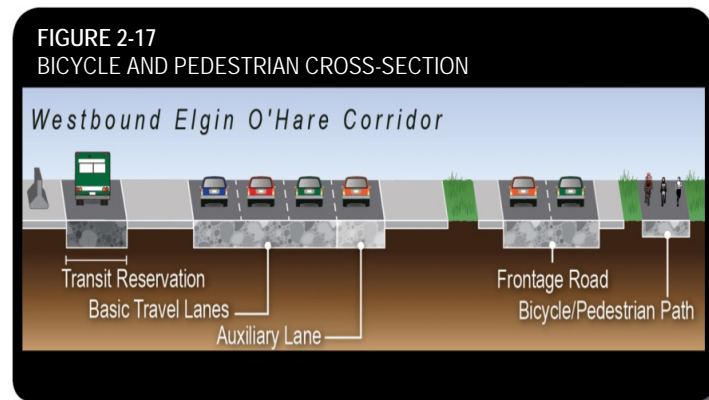 FIGURE 2-17
BICYCLE AND PEDESTRIAN CROSS-SECTION
Westbound Elgin O'Hare Corridor
Transit Reservation
Basic Travel Lanes
Auxiliary Lane
Frontage Road
Bicycle/Pedestrian Path